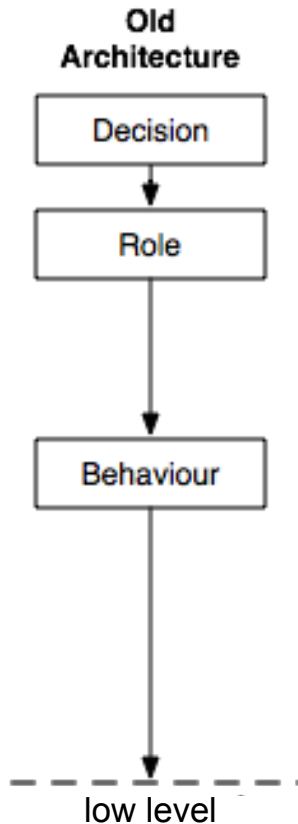 Old
Architecture
Decision
Role
Behaviour
low level